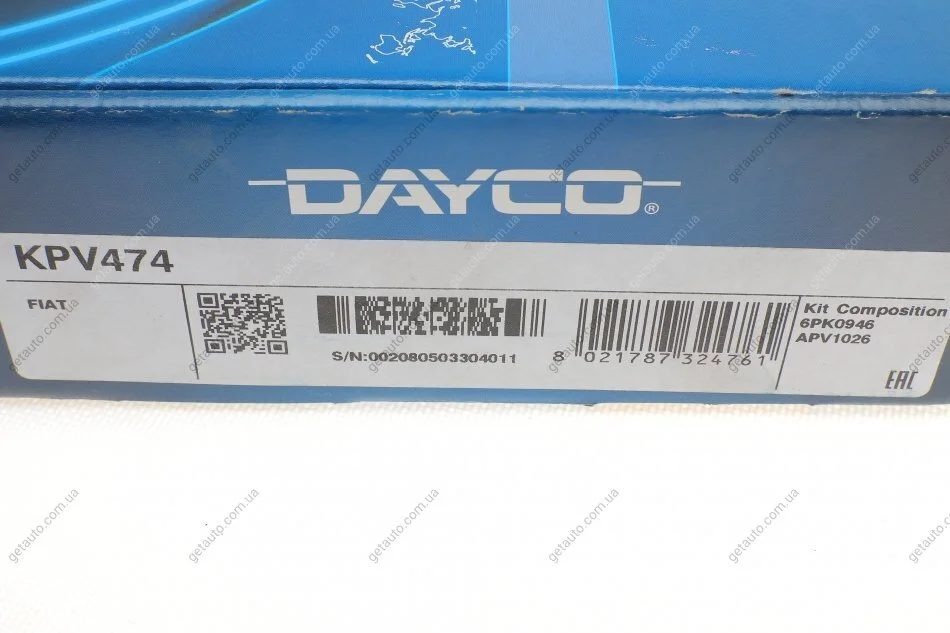 DAYCO®
KPV474
FIAT
S/N:002080503304011
8 021787 324761
Kit Composition
6PK0946
APV1026
EAC
getauto.com.ua